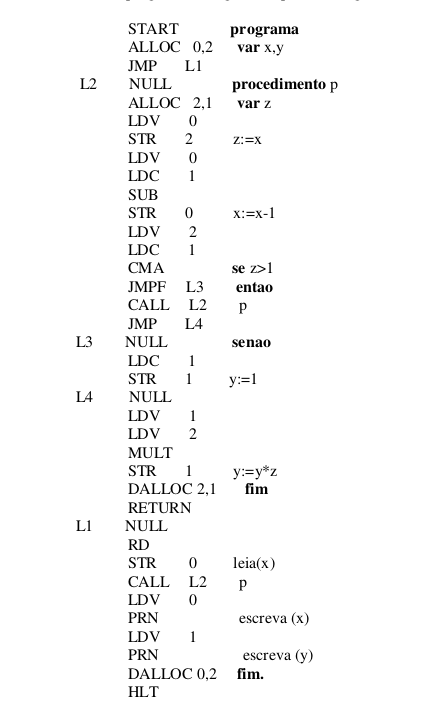 START programa
ALLOC 0,2 var x,y
JMP L1
L2 NULL procedimento p
ALLOC 2,1 var z
LDV 0
STR 2 z:=x
LDV 0
LDC 1
SUB
STR 0 x:=x-1
LDV 2
LDC 1
CMA se z>1
JMPF L3 entao
CALL L2 p
JMP L4
L3 NULL senao
LDC 1
STR 1 y:=1
L4 NULL
LDV 1
LDV 2
MULT
STR 1 y:=y*z
DALLOC 2,1 fim
RETURN
L1 NULL
RD
STR 0 leia(x)
CALL L2 p
LDV 0
PRN escreva (x)
LDV 1
PRN escreva (y)
DALLOC 0,2 fim.
HLT